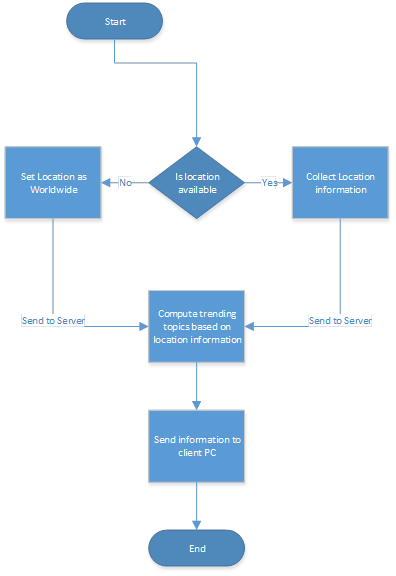 Start
Is location
available
No
Yes
Set Location as
Worldwide
Collect Location
information
Send to Server
Send to Server
Compute trending
topics based on
location information
Send information to
client PC
End